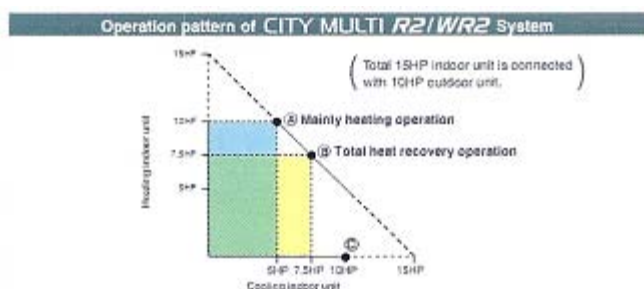 Operation pattern of CITY MULTI R2/WR2 System
15HP
( Total 15HP indoor unit is connected
with 10HP outdoor unit. )
10HP
Ⓐ Mainly heating operation
7.5HP
Ⓑ Total heat recovery operation
5HP
Heating indoor unit
Ⓒ
5HP 7.5HP 10HP 15HP
Cooling indoor unit